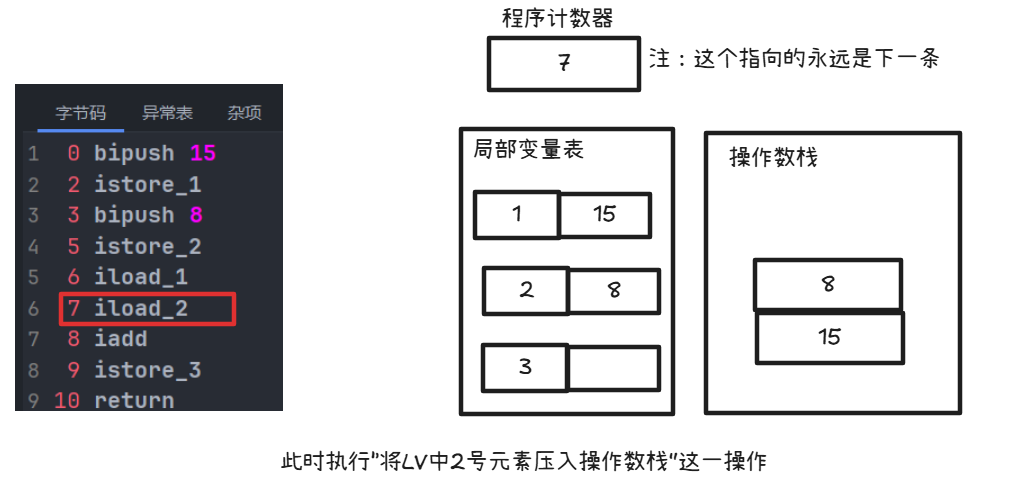 程序计数器
7
注：这个指向的永远是下一条
字节码 异常表 杂项
1 0 bipush 15
2 2 istore_1
3 3 bipush 8
4 5 istore_2
5 6 iload_1
6 7 iload_2
7 8 iadd
8 9 istore_3
9 10 return
局部变量表
1 15
2 8
3
操作数栈
8
15
此时执行"将LV中2号元素压入操作数栈"这一操作